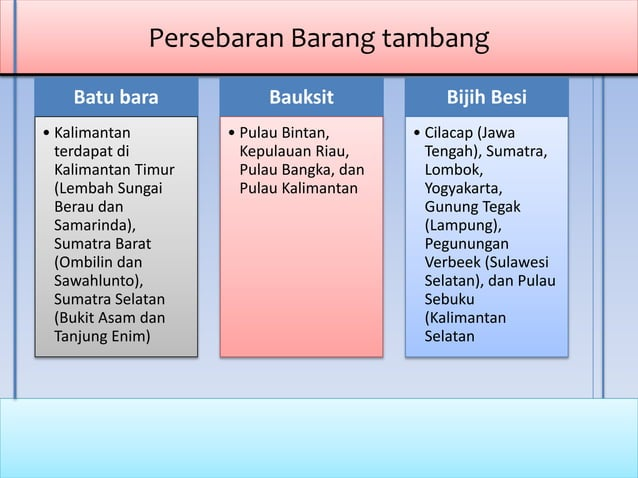 Persebaran Barang tambang
Batu bara
• Kalimantan
terdapat di
Kalimantan Timur
(Lembah Sungai
Berau dan
Samarinda),
Sumatra Barat
(Ombilin dan
Sawahlunto),
Sumatra Selatan
(Bukit Asam dan
Tanjung Enim)
Bauksit
• Pulau Bintan,
Kepulauan Riau,
Pulau Bangka, dan
Pulau Kalimantan
Bijih Besi
• Cilacap (Jawa
Tengah), Sumatra,
Lombok,
Yogyakarta,
Gunung Tegak
(Lampung),
Pegunungan
Verbeek (Sulawesi
Selatan), dan Pulau
Sebuku
(Kalimantan
Selatan